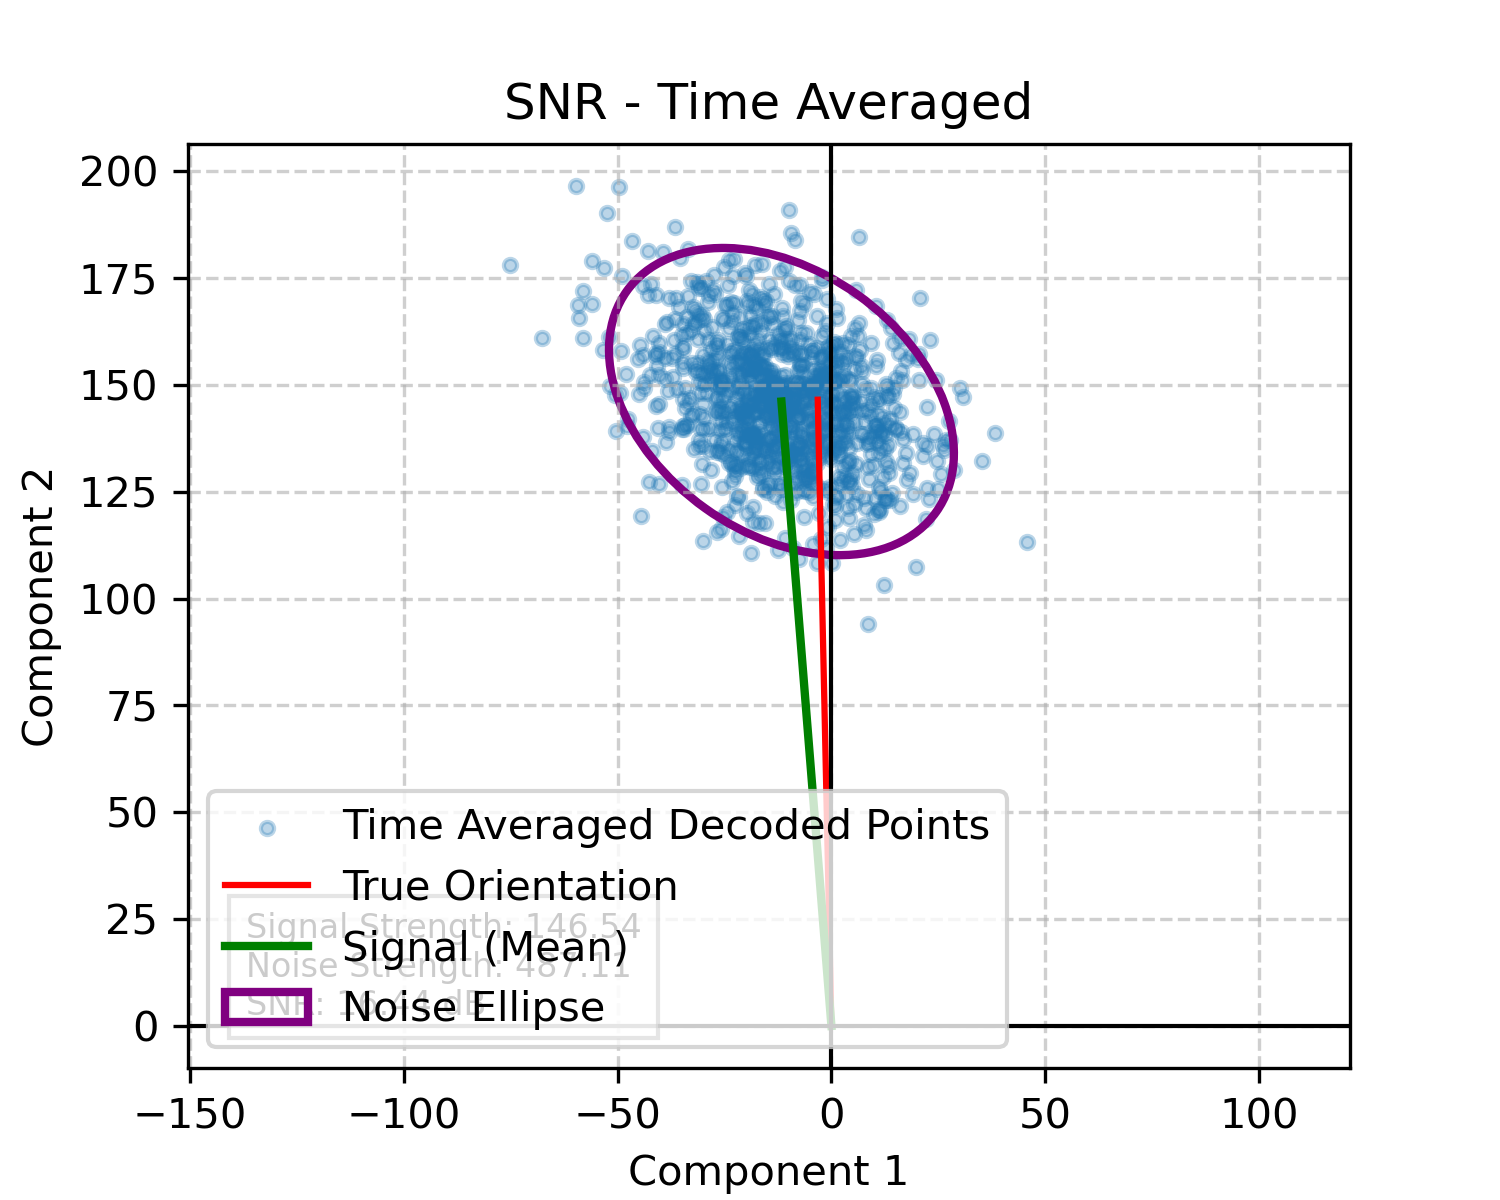 SNR - Time Averaged
200
175
150
125
100
75
50
25
0
Component 2
Time Averaged Decoded Points
True Orientation
Signal Strength: 146.54
Signal (Mean)
Noise Strength: 487.11
Noise Ellipse
SNR: dB
−150
−100
−50
0
50
100
Component 1